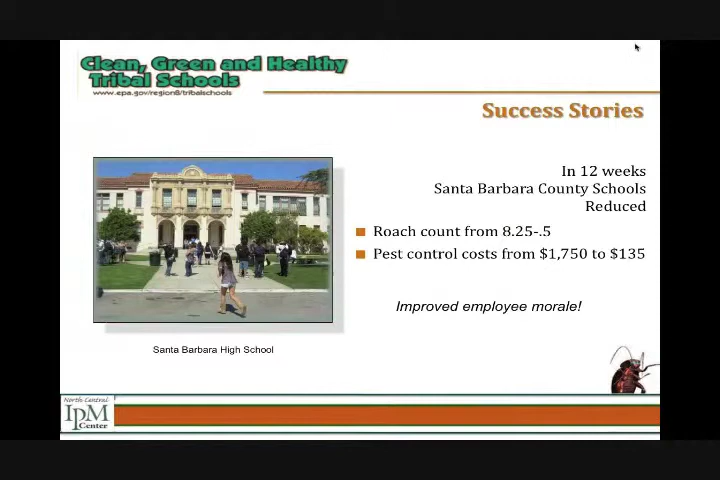 Clean, Green and Healthy
Tribal Schools
www.epa.gov/region8/tribalschools
Success Stories
In 12 weeks
Santa Barbara County Schools
Reduced
Roach count from 8.25-.5
Pest control costs from $1,750 to $135
Improved employee morale!
Santa Barbara High School
North Central
IPM
Center